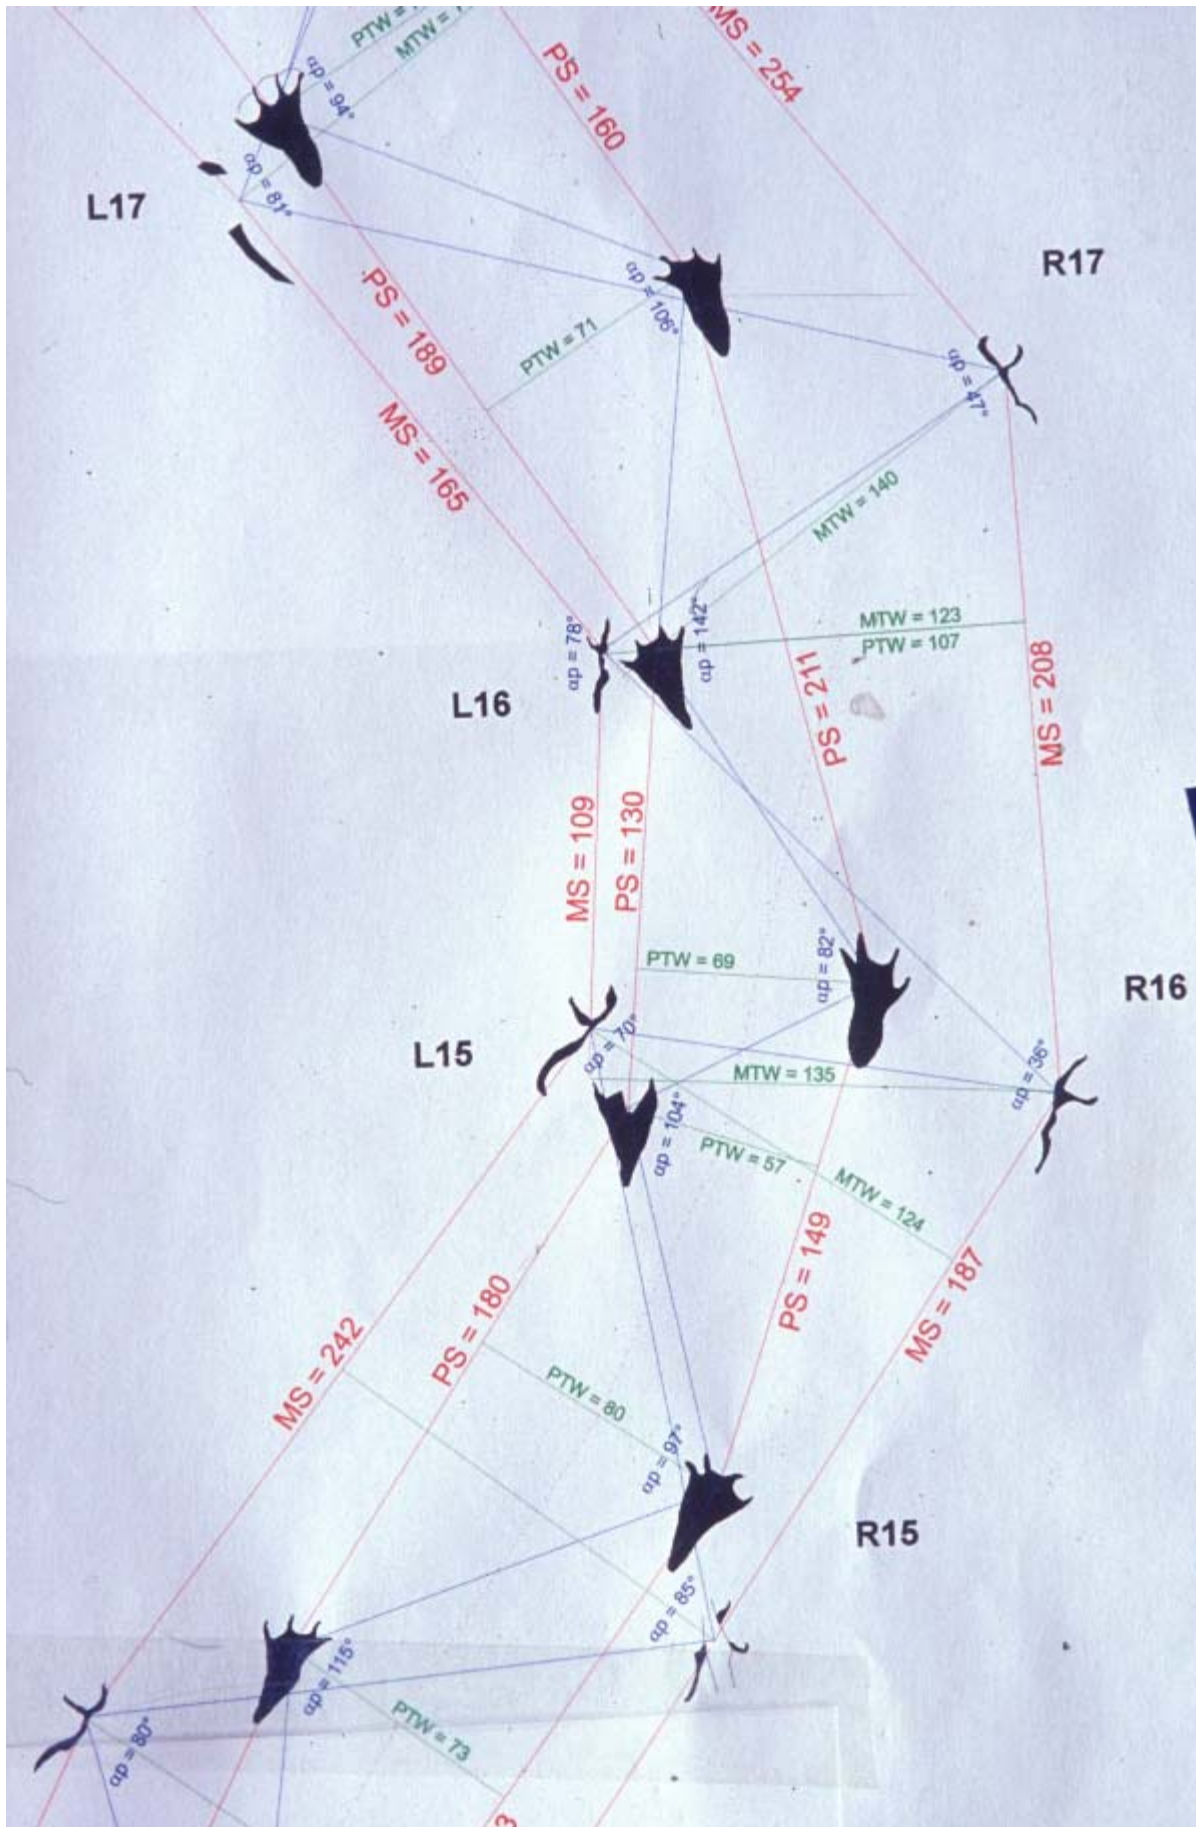 PTW =
MTW =
MS = 254
PS = 160
αp = 94°
αp = 81°
L17
R17
αp = 106°
PS = 189
PTW = 71
αp = 47°
MS = 165
MTW = 140
αp = 78°
αp = 142°
MTW = 123
PTW = 107
L16
PS = 211
MS = 208
MS = 109
PS = 130
αp = 82°
PTW = 69
R16
L15
αp = 70°
αp = 36°
MTW = 135
αp = 104°
PTW = 57
MTW = 124
PS = 149
MS = 187
PS = 180
MS = 242
PTW = 80
αp = 97°
R15
αp = 85°
αp = 115°
PTW = 73
αp = 80°
3